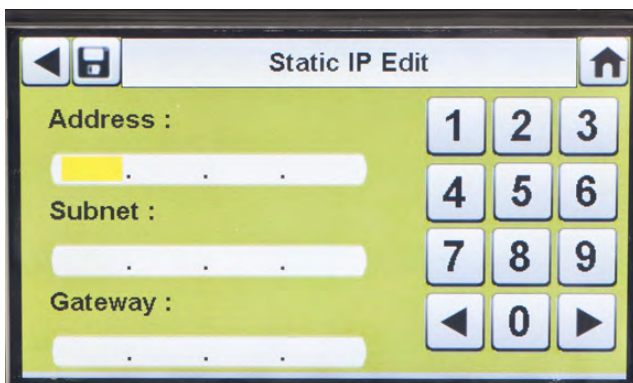 Static IP Edit
Address :
. . .
Subnet :
. . .
Gateway :
. . .
1 2 3
4 5 6
7 8 9
0